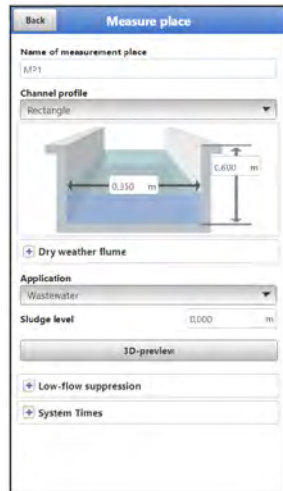 Back
Measure place
Name of measurement place
MP1
Channel profile
Rectangle
0,600 m
0,350 m
Dry weather flume
Application
Wastewater
Sludge level 0,000 m
3D-preview
Low-flow suppression
System Times